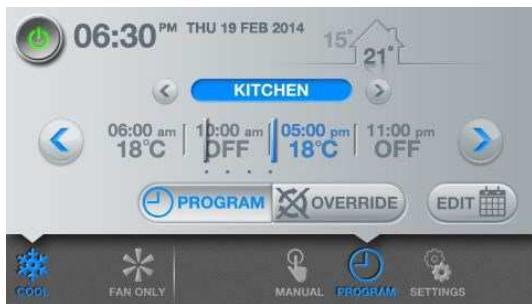 06:30 PM THU 19 FEB 2014 15° 21°
KITCHEN
06:00 am 10:00 am 05:00 pm 11:00 pm
18°C OFF 18°C OFF
PROGRAM OVERRIDE EDIT
COOL FAN ONLY MANUAL PROGRAM SETTINGS